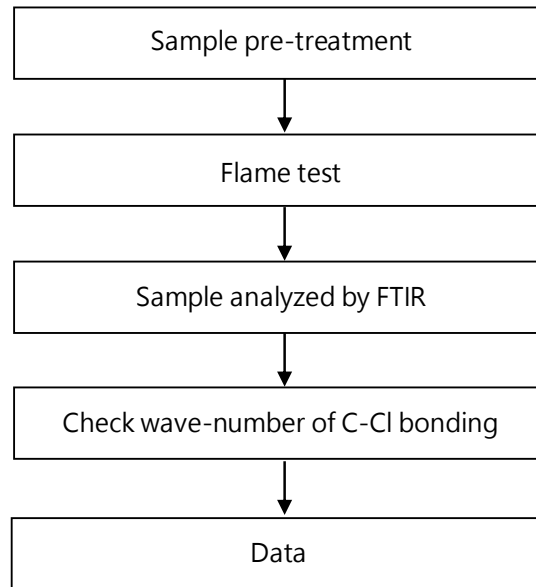 Sample pre-treatment
Flame test
Sample analyzed by FTIR
Check wave-number of C-Cl bonding
Data